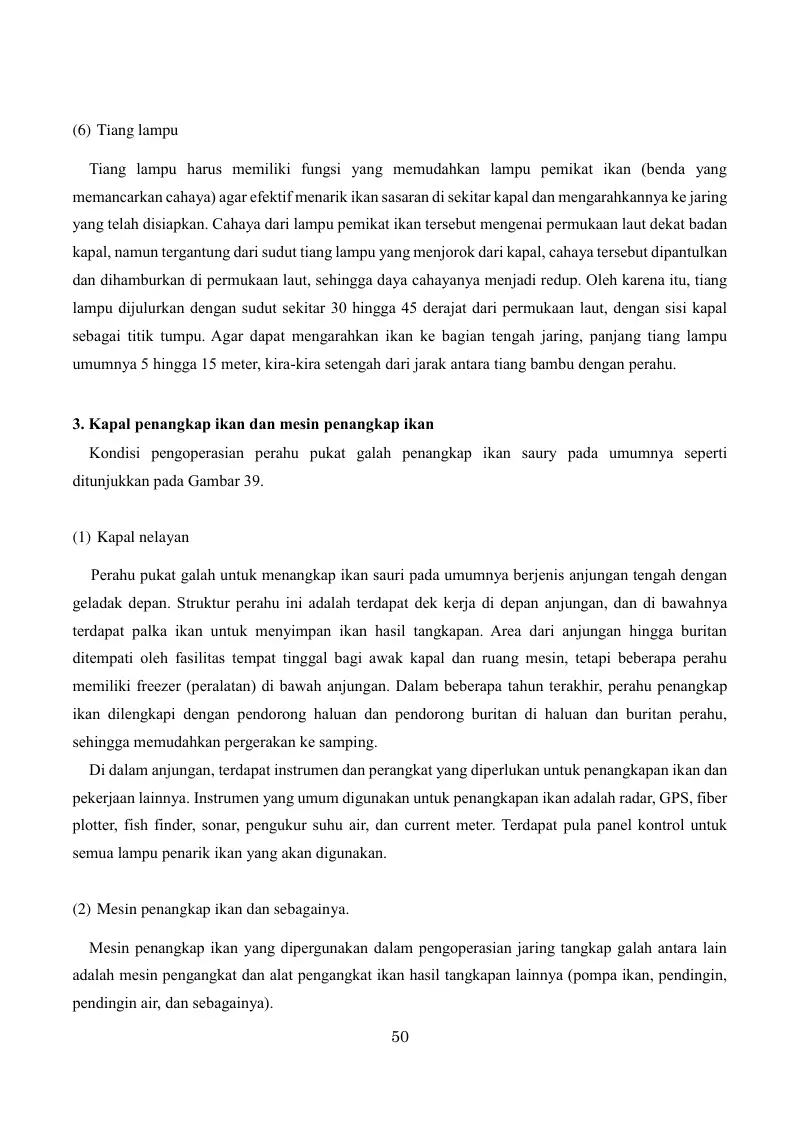 (6) Tiang lampu
Tiang lampu harus memiliki fungsi yang memudahkan lampu pemikat ikan (benda yang
memancarkan cahaya) agar efektif menarik ikan sasaran di sekitar kapal dan mengarahkannya ke jaring
yang telah disiapkan. Cahaya dari lampu pemikat ikan tersebut mengenai permukaan laut dekat badan
kapal, namun tergantung dari sudut tiang lampu yang menjorok dari kapal, cahaya tersebut dipantulkan
dan dihamburkan di permukaan laut, sehingga daya cahayanya menjadi redup. Oleh karena itu, tiang
lampu dijulurkan dengan sudut sekitar 30 hingga 45 derajat dari permukaan laut, dengan sisi kapal
sebagai titik tumpu. Agar dapat mengarahkan ikan ke bagian tengah jaring, panjang tiang lampu
umumnya 5 hingga 15 meter, kira-kira setengah dari jarak antara tiang bambu dengan perahu.
3. Kapal penangkap ikan dan mesin penangkap ikan
Kondisi pengoperasian perahu pukat galah penangkap ikan saury pada umumnya seperti
ditunjukkan pada Gambar 39.
(1) Kapal nelayan
Perahu pukat galah untuk menangkap ikan sauri pada umumnya berjenis anjungan tengah dengan
geladak depan. Struktur perahu ini adalah terdapat dek kerja di depan anjungan, dan di bawahnya
terdapat palka ikan untuk menyimpan ikan hasil tangkapan. Area dari anjungan hingga buritan
ditempati oleh fasilitas tempat tinggal bagi awak kapal dan ruang mesin, tetapi beberapa perahu
memiliki freezer (peralatan) di bawah anjungan. Dalam beberapa tahun terakhir, perahu penangkap
ikan dilengkapi dengan pendorong haluan dan pendorong buritan di haluan dan buritan perahu,
sehingga memudahkan pergerakan ke samping.
Di dalam anjungan, terdapat instrumen dan perangkat yang diperlukan untuk penangkapan ikan dan
pekerjaan lainnya. Instrumen yang umum digunakan untuk penangkapan ikan adalah radar, GPS, fiber
plotter, fish finder, sonar, pengukur suhu air, dan current meter. Terdapat pula panel kontrol untuk
semua lampu penarik ikan yang akan digunakan.
(2) Mesin penangkap ikan dan sebagainya.
Mesin penangkap ikan yang dipergunakan dalam pengoperasian jaring tangkap galah antara lain
adalah mesin pengangkat dan alat pengangkat ikan hasil tangkapan lainnya (pompa ikan, pendingin,
pendingin air, dan sebagainya).
50